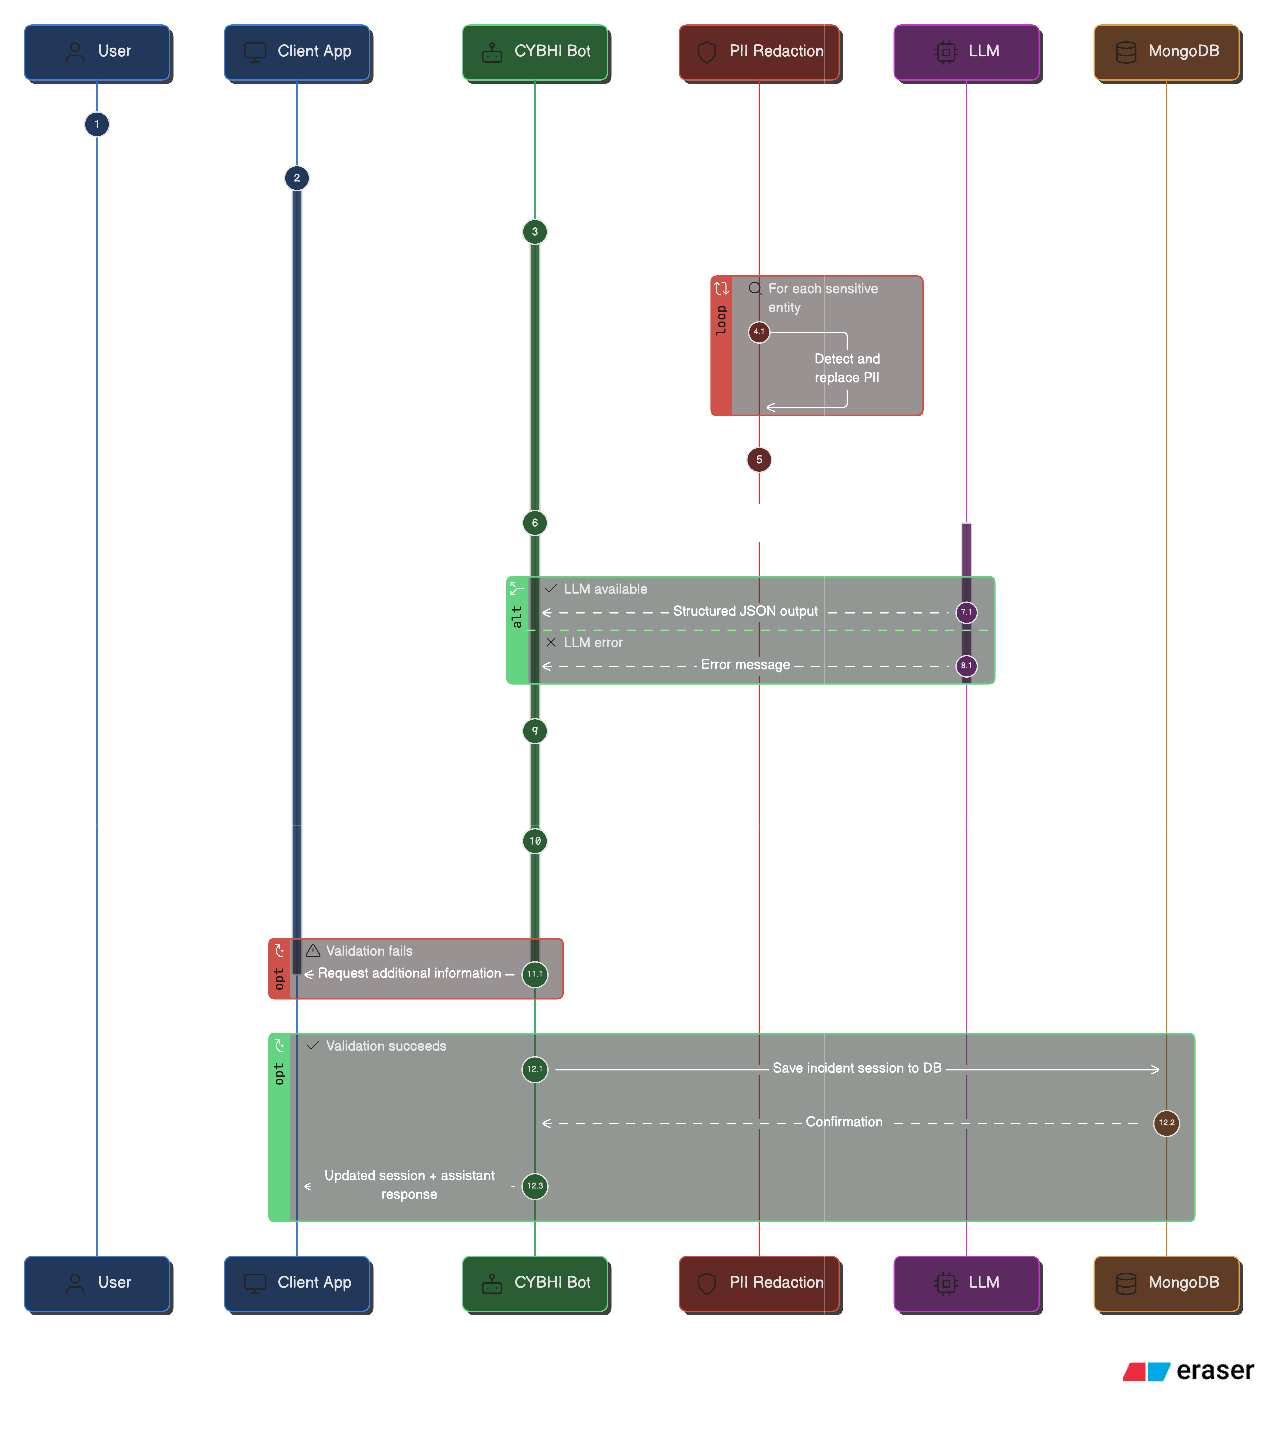 User
Client App
CYBHI Bot
PII Redaction
LLM
MongoDB
1
2
3
loop
For each sensitive
entity
4.1
Detect and
replace PII
5
6
alt
LLM available
Structured JSON output
7.1
LLM error
Error message
8.1
9
10
opt
Validation fails
Request additional information
11.1
opt
Validation succeeds
12.1
Save incident session to DB
Confirmation
12.2
Updated session + assistant
response
12.3
User
Client App
CYBHI Bot
PII Redaction
LLM
MongoDB
eraser